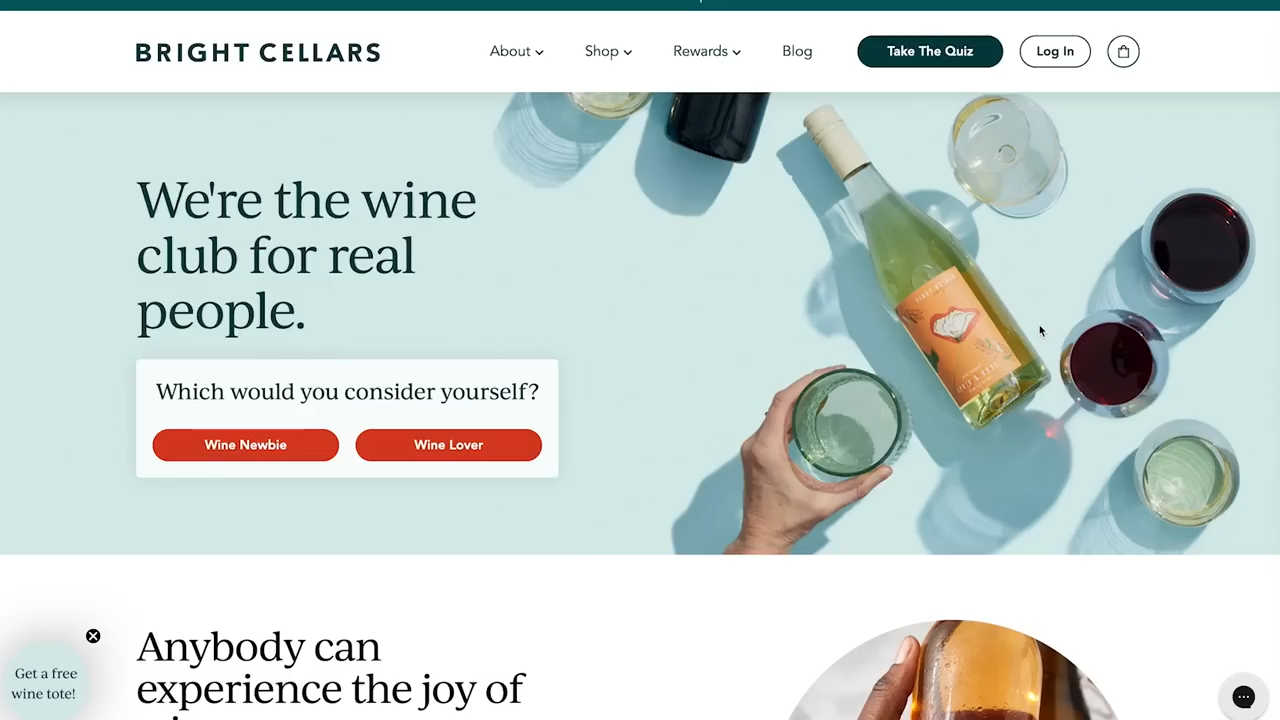 BRIGHT CELLARS
About
Shop
Rewards
Blog
Take The Quiz
Log In
We're the wine
club for real
people.
Which would you consider yourself?
Wine Newbie
Wine Lover
Anybody can
experience the joy of
Get a free
wine tote!